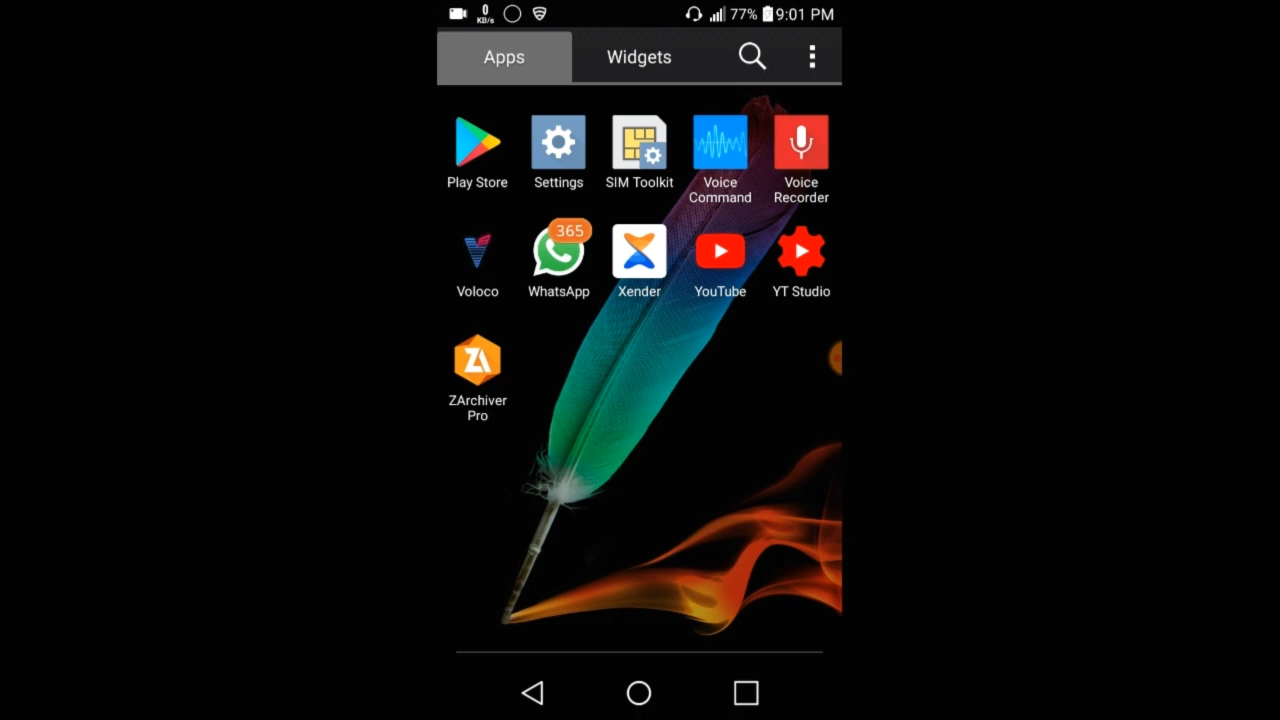 0
KB/s
77%
9:01 PM
Apps
Widgets
Play Store
Settings
SIM Toolkit
Voice
Command
Voice
Recorder
Voloco
365
WhatsApp
Xender
YouTube
YT Studio
ZA
ZArchiver
Pro